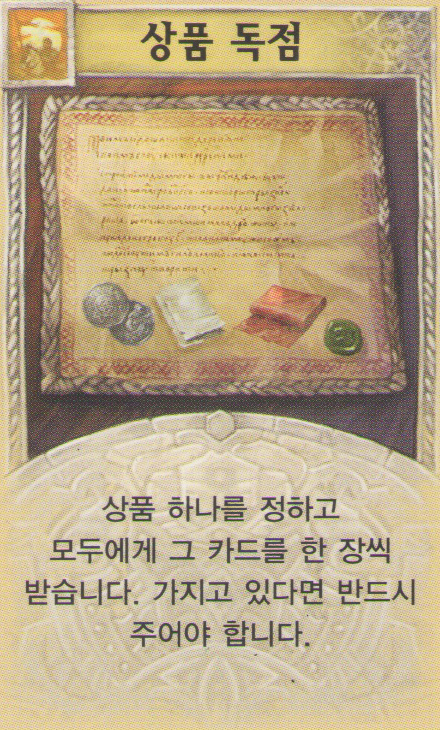 상품 독점
상품 하나를 정하고
모두에게 그 카드를 한 장씩
받습니다. 가지고 있다면 반드시
주어야 합니다.